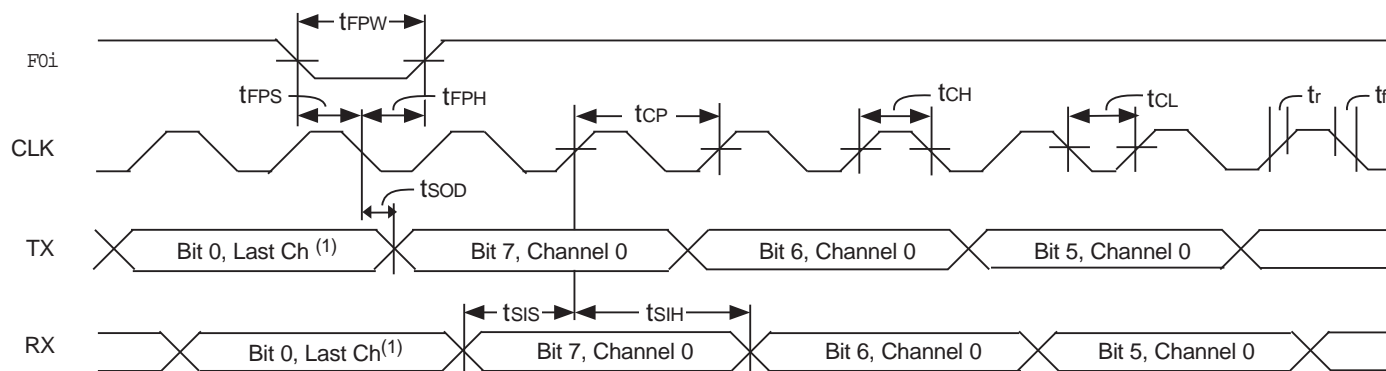 tFPW
F0i
tFPS
tFPH
tCP
tCH
tCL
tr
tf
CLK
tSOD
TX
Bit 0, Last Ch (1)
Bit 7, Channel 0
Bit 6, Channel 0
Bit 5, Channel 0
tSIS
tSIH
RX
Bit 0, Last Ch(1)
Bit 7, Channel 0
Bit 6, Channel 0
Bit 5, Channel 0